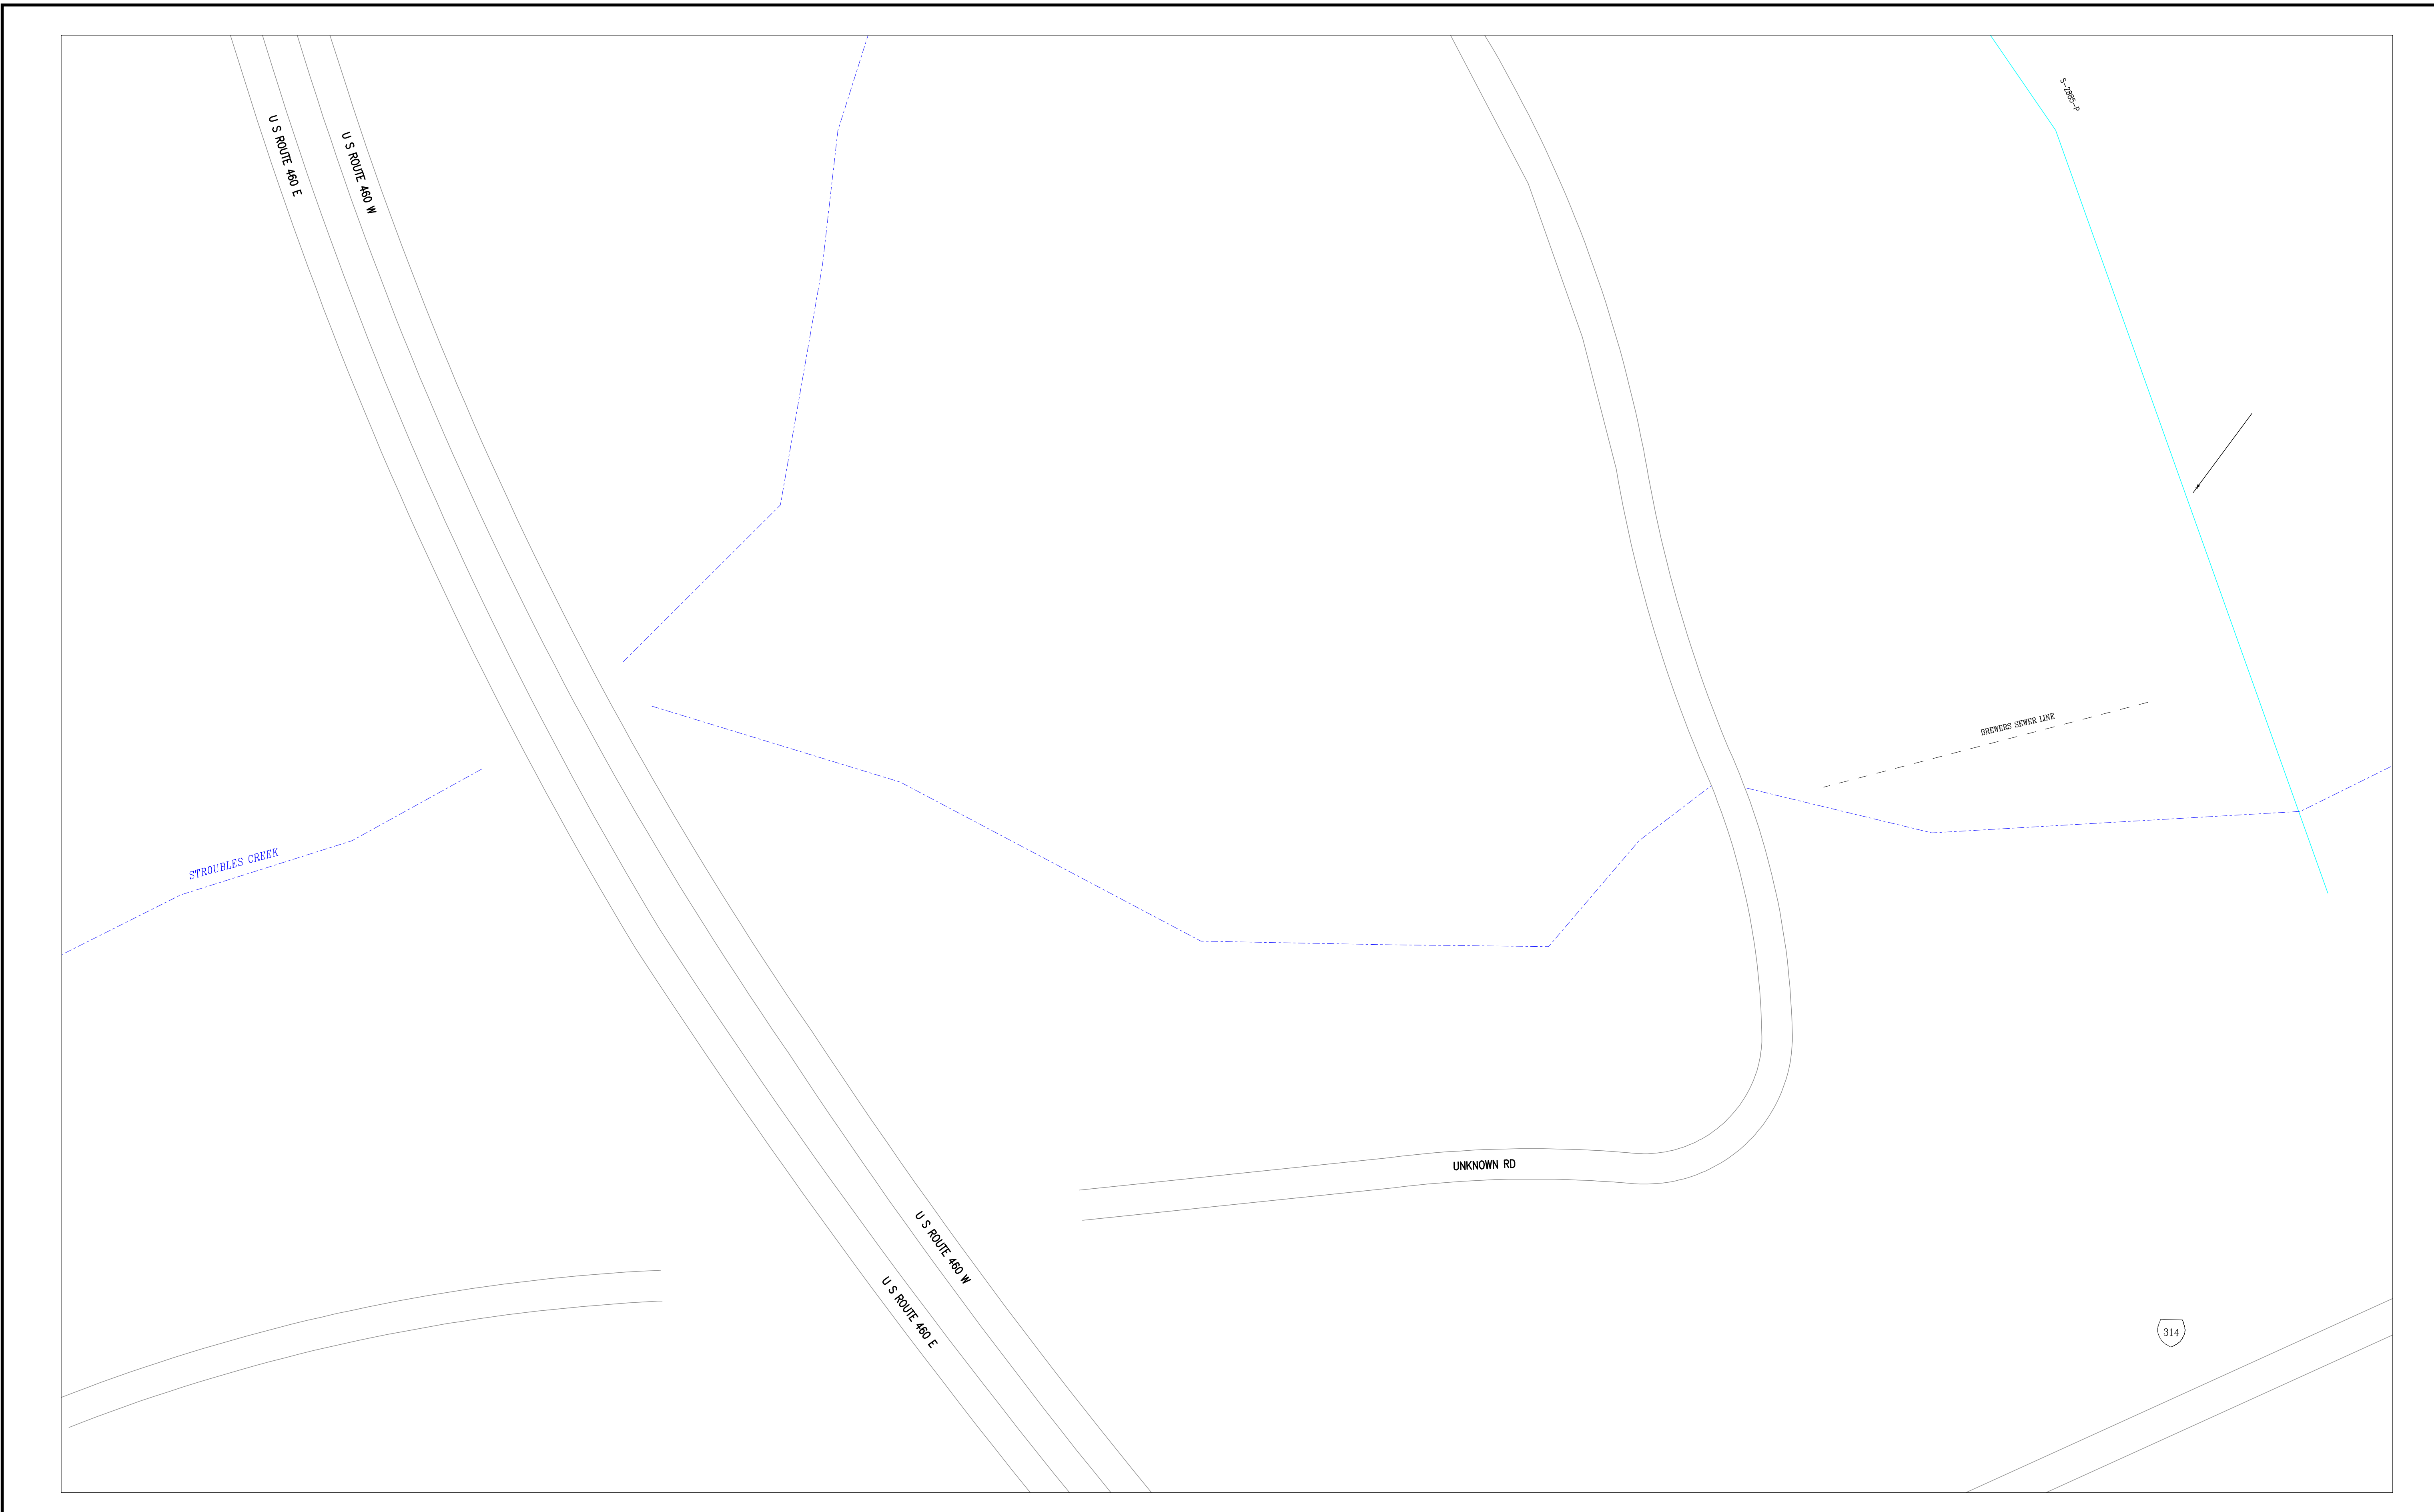 S-2885-P
U S ROUTE 460 E
U S ROUTE 460 W
BREWERS SEWER LINE
STROUBLES CREEK
UNKNOWN RD
U S ROUTE 460 W
U S ROUTE 460 E
314